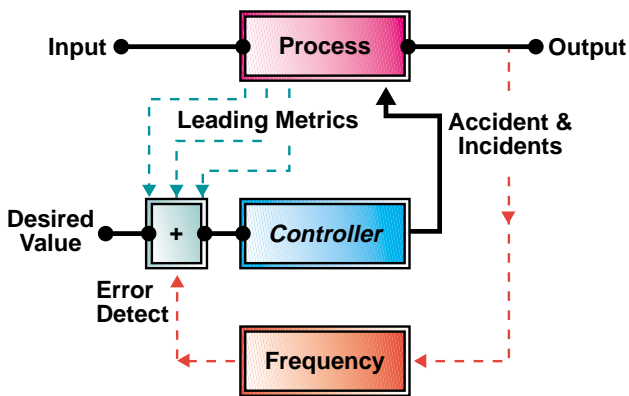 Input
Process
Output
Leading Metrics
Accident &
Incidents
Desired
Value
+
Controller
Error
Detect
Frequency